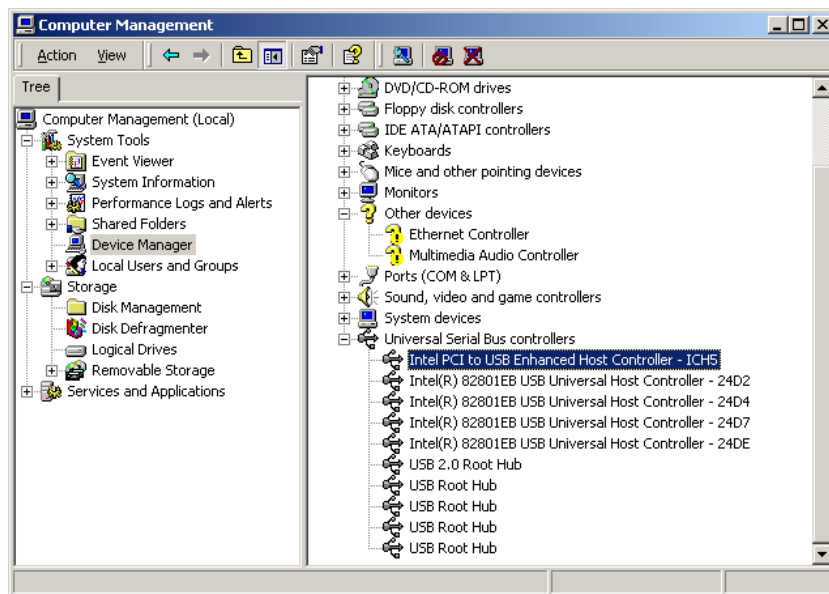 Computer Management
Action View
Tree
Computer Management (Local)
System Tools
Event Viewer
System Information
Performance Logs and Alerts
Shared Folders
Device Manager
Local Users and Groups
Storage
Disk Management
Disk Defragmenter
Logical Drives
Removable Storage
Services and Applications
DVD/CD-ROM drives
Floppy disk controllers
IDE ATA/ATAPI controllers
Keyboards
Mice and other pointing devices
Monitors
Other devices
Ethernet Controller
Multimedia Audio Controller
Ports (COM & LPT)
Sound, video and game controllers
System devices
Universal Serial Bus controllers
Intel PCI to USB Enhanced Host Controller - ICH5
Intel(R) 82801EB USB Universal Host Controller - 24D2
Intel(R) 82801EB USB Universal Host Controller - 24D4
Intel(R) 82801EB USB Universal Host Controller - 24D7
Intel(R) 82801EB USB Universal Host Controller - 24DE
USB 2.0 Root Hub
USB Root Hub
USB Root Hub
USB Root Hub
USB Root Hub